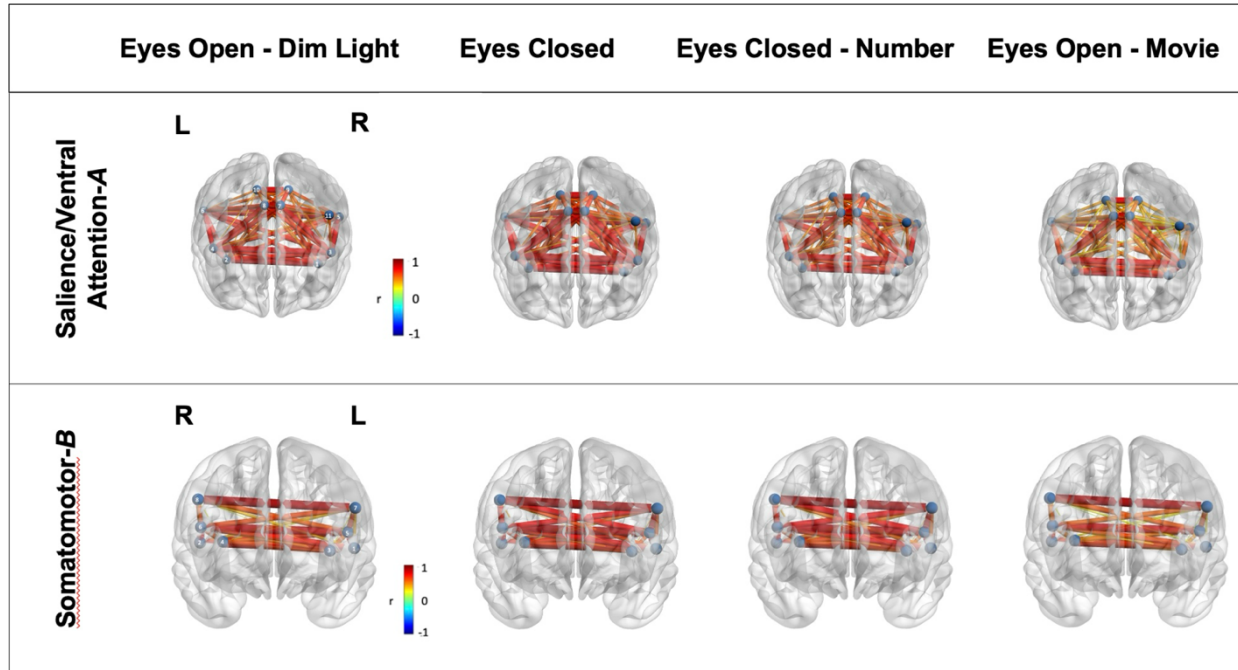 Eyes Open - Dim Light
Eyes Closed
Eyes Closed - Number
Eyes Open - Movie
Salience/Ventral
Attention-A
L
R
r
1
0
-1
Somatomotor-B
R
L
r
1
0
-1